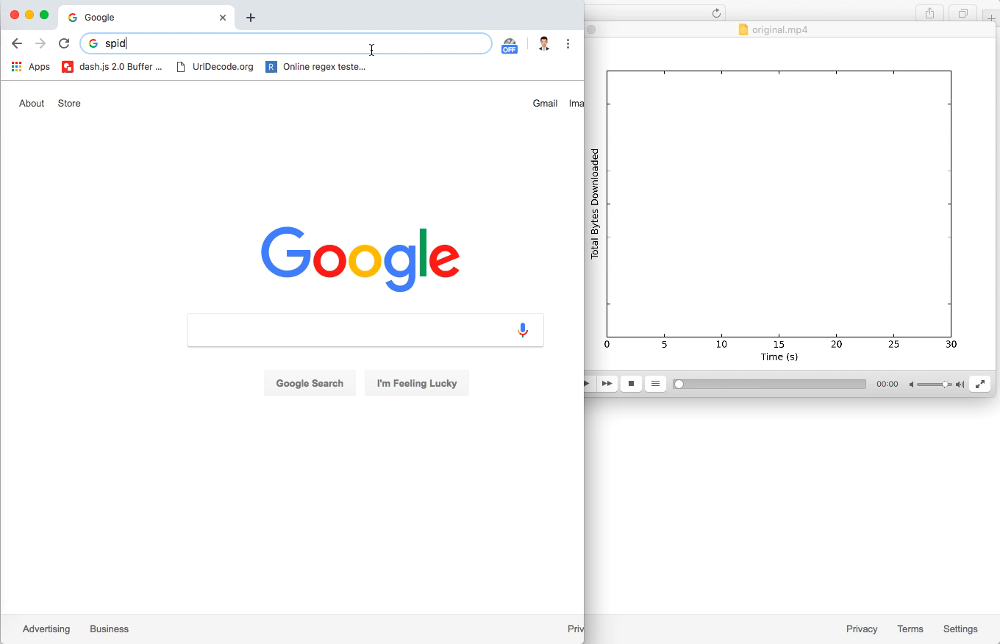 Google
spid
OFF
Apps
dash.js 2.0 Buffer ...
UrlDecode.org
R
Online regex teste...
About
Store
Gmail
Ima
Google
Google Search
I'm Feeling Lucky
Advertising
Business
Priv
original.mp4
Total Bytes Downloaded
0 5 10 15 20 25 30
Time (s)
00:00
Privacy
Terms
Settings